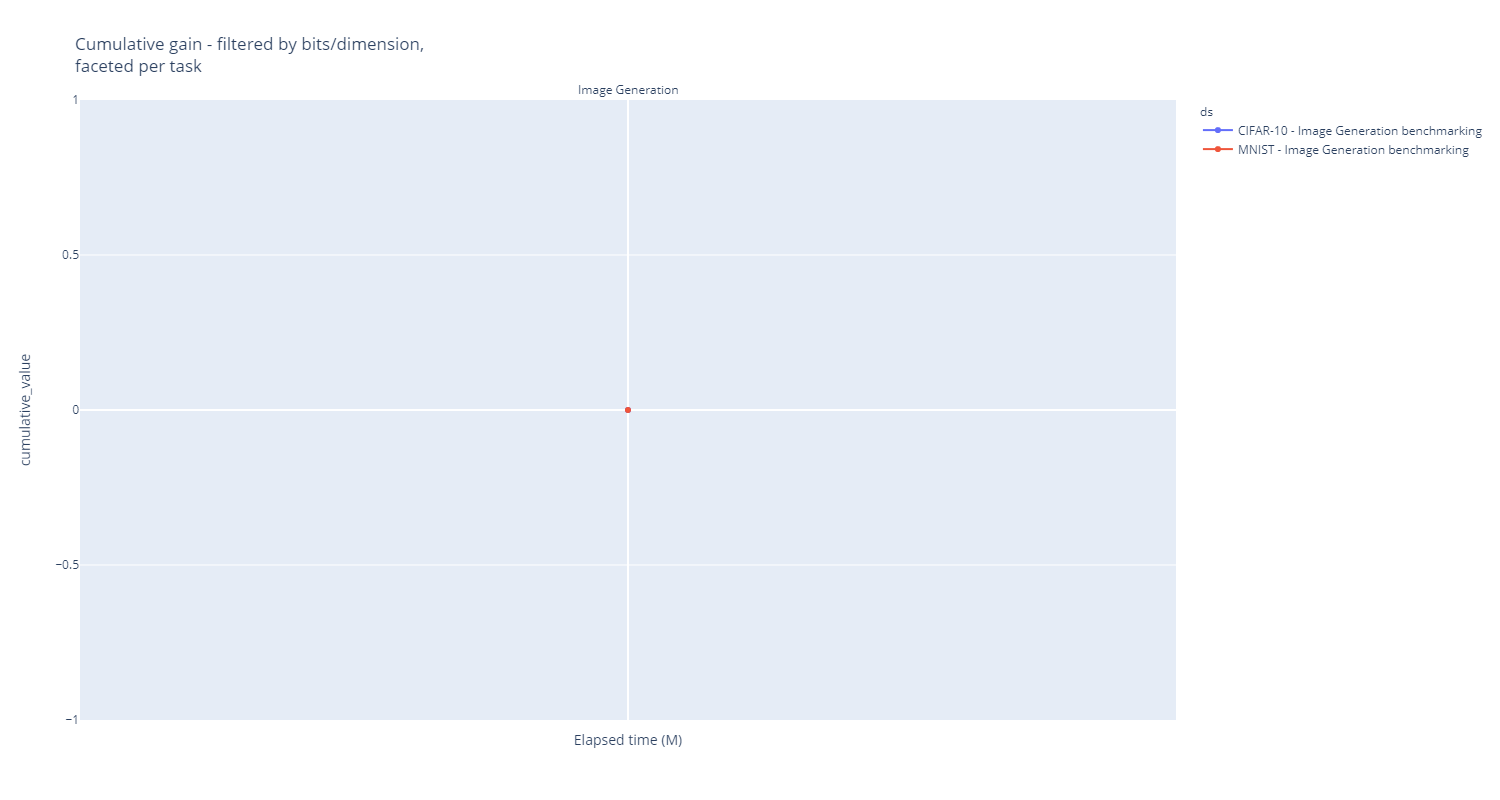 Cumulative gain - filtered by bits/dimension,
faceted per task
Image Generation
1
0.5
0
−0.5
−1
cumulative_value
Elapsed time (M)
ds
CIFAR-10 - Image Generation benchmarking
MNIST - Image Generation benchmarking